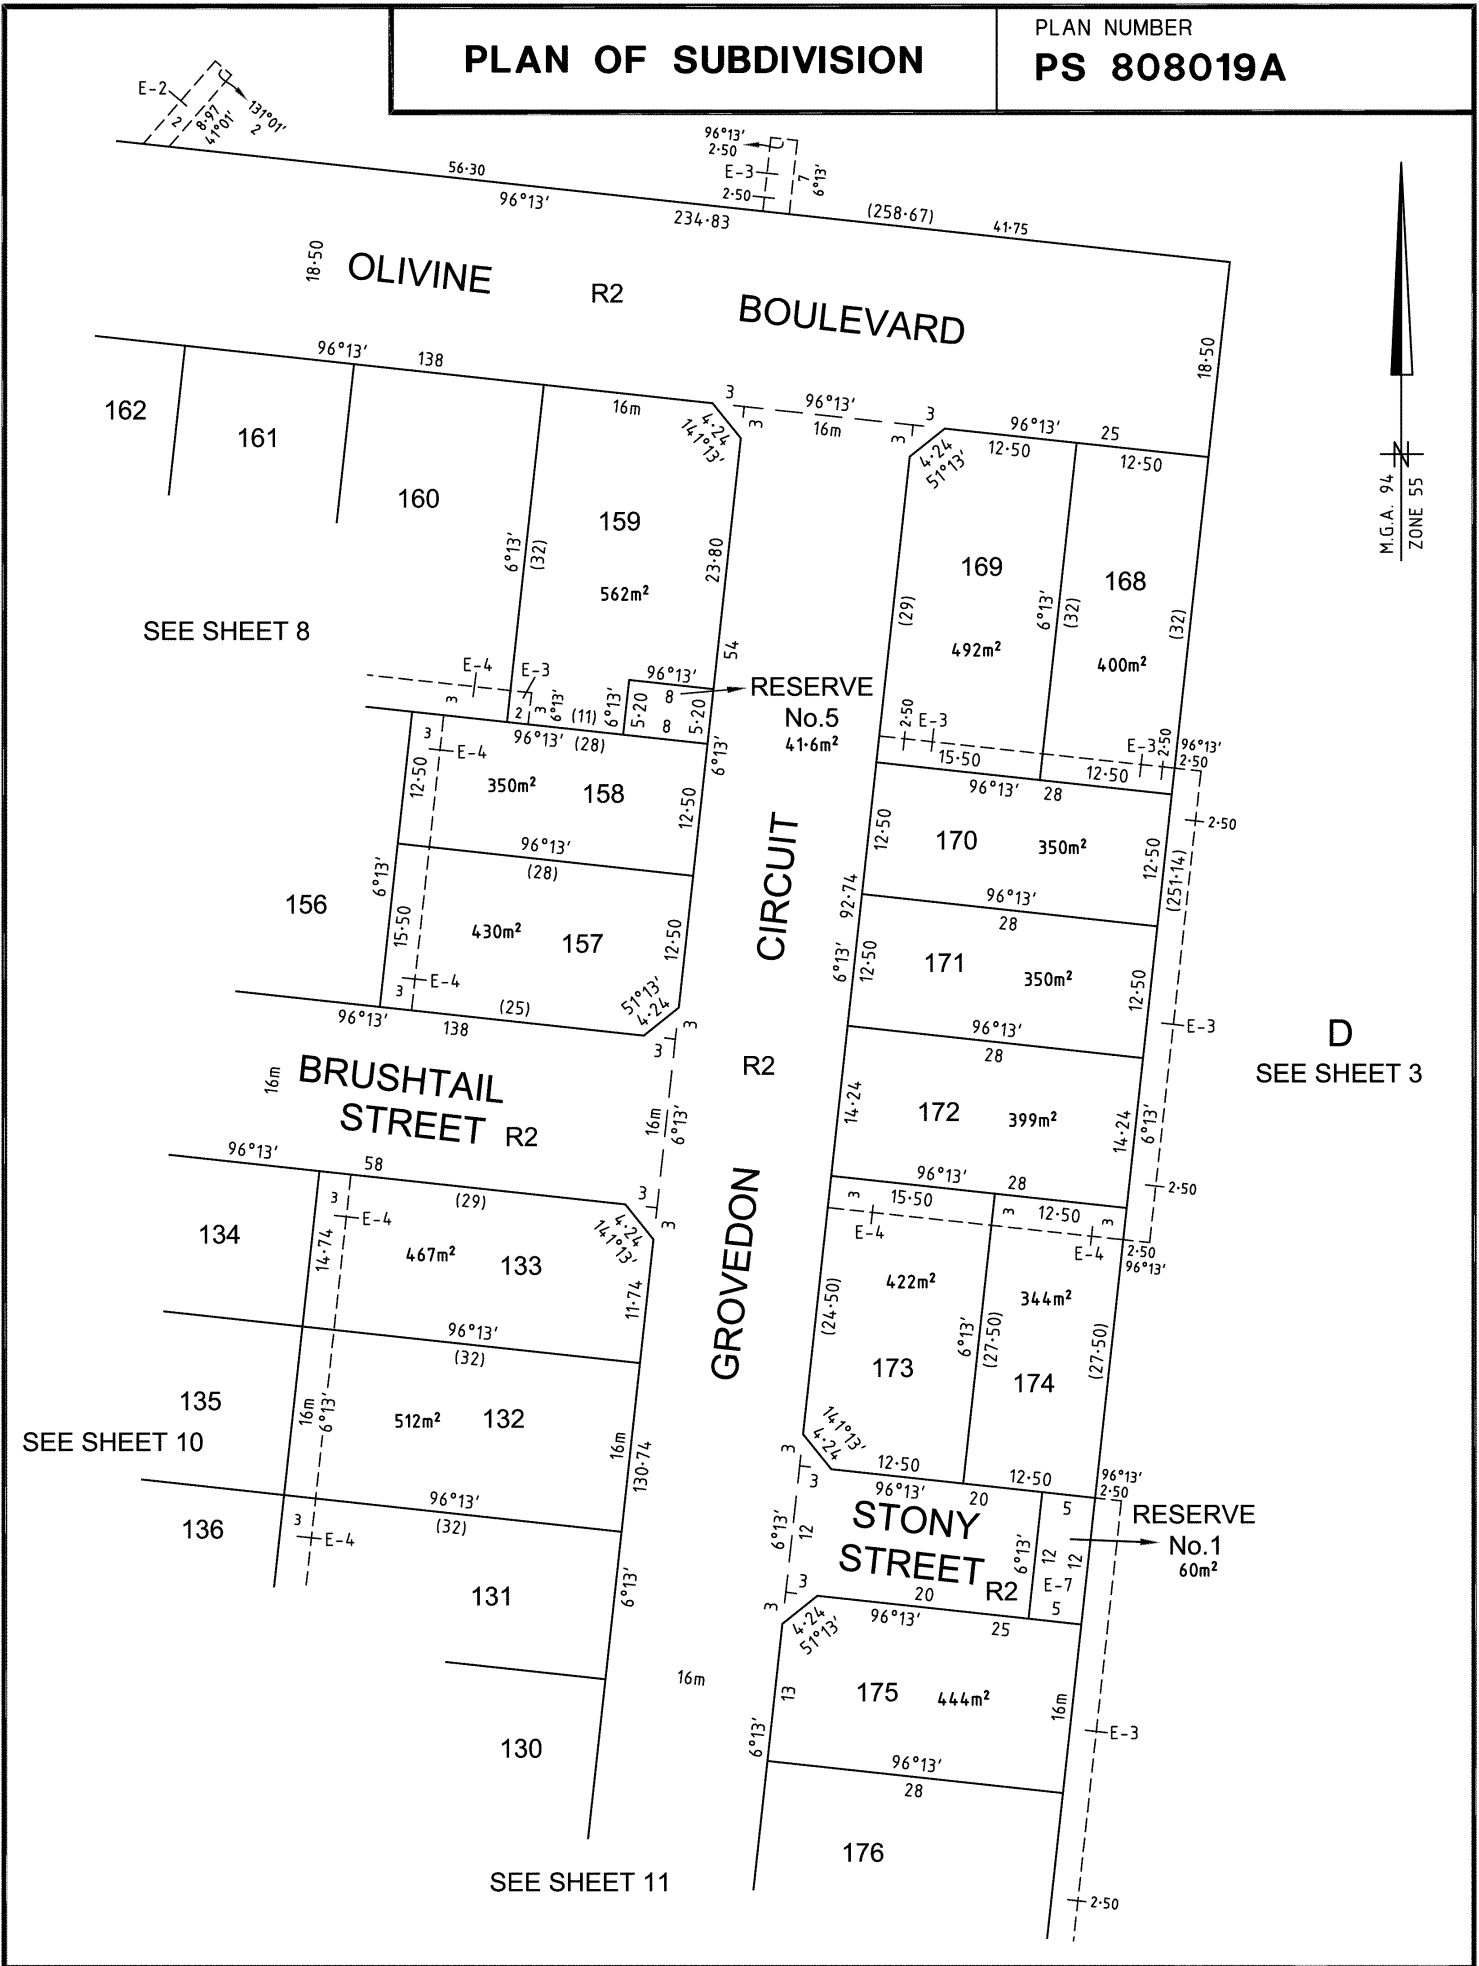 PLAN OF SUBDIVISION
PLAN NUMBER
PS 808019A
E-2
2
8·97
41°01'
131°01'
2
96°13'
2·50
E-3
2·50
7
6°13'
56·30
96°13'
234·83
(258·67)
41·75
18·50
OLIVINE
R2
BOULEVARD
18·50
M.G.A. 94
ZONE 55
N
96°13'
138
162
161
160
16m
4·24
141°13'
3
3
96°13'
16m
3
3
4·24
51°13'
96°13'
25
12·50
12·50
159
562m²
6°13'
(32)
23·80
54
169
492m²
(29)
6°13'
(32)
168
400m²
(32)
SEE SHEET 8
E-4
3
E-3
2
3
6°13'
(11)
6°13'
5·20
96°13'
8
8
5·20
RESERVE
No.5
41·6m²
96°13'
(28)
6°13'
2·50
E-3
15·50
E-3
2·50
12·50
96°13'
2·50
96°13'
28
2·50
3
E-4
12·50
350m²
158
12·50
96°13'
(28)
12·50
170
350m²
12·50
(251·14)
96°13'
28
92·74
6°13'
CIRCUIT
6°13'
156
15·50
430m²
157
12·50
51°13'
4·24
3
E-4
(25)
96°13'
138
3
3
12·50
171
350m²
12·50
96°13'
28
E-3
D
SEE SHEET 3
R2
16m
BRUSHTAIL
STREET R2
16m
6°13'
14·24
172
399m²
14·24
6°13'
96°13'
28
2·50
96°13'
58
(29)
3
3
4·24
141°13'
134
14·74
3
E-4
467m²
133
11·74
96°13'
(32)
GROVEDON
3
15·50
E-4
3
12·50
3
E-4
2·50
96°13'
422m²
344m²
(24·50)
6°13'
(27·50)
(27·50)
173
174
135
SEE SHEET 10
16m
6°13'
512m²
132
16m
130·74
96°13'
(32)
136
3
E-4
141°13'
4·24
3
3
12·50
96°13'
20
12·50
96°13'
2·50
STONY
STREET
R2
6°13'
12
6°13'
5
12
12
E-7
5
RESERVE
No.1
60m²
3
3
20
96°13'
25
4·24
51°13'
131
6°13'
16m
13
6°13'
175
444m²
16m
E-3
96°13'
28
130
176
SEE SHEET 11
2·50